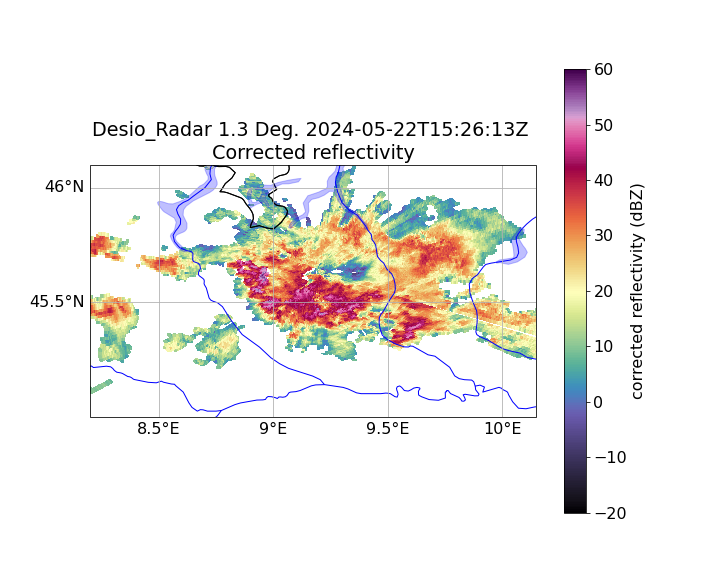 Desio_Radar 1.3 Deg. 2024-05-22T15:26:13Z
Corrected reflectivity
46°N
45.5°N
8.5°E
9°E
9.5°E
10°E
60
50
40
30
20
10
0
−10
−20
corrected reflectivity (dBZ)